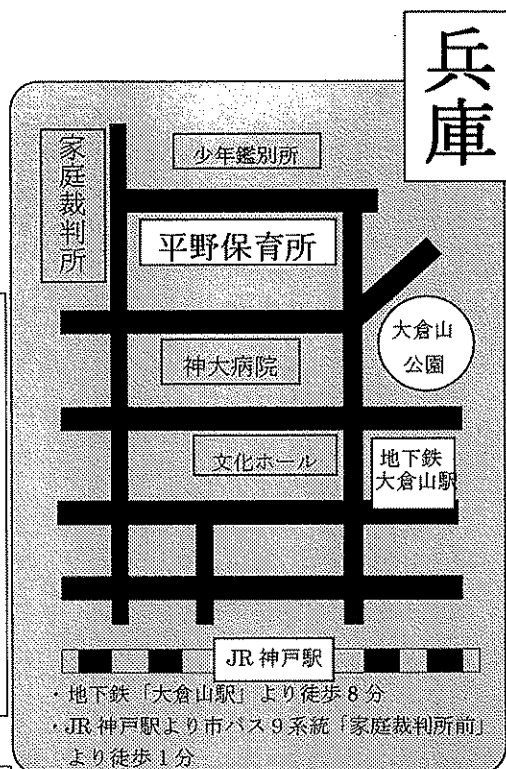 兵庫
家庭裁判所
少年鑑別所
平野保育所
大倉山
公園
神大病院
文化ホール
地下鉄
大倉山駅
JR 神戸駅
・地下鉄「大倉山駅」より徒歩8分
・JR 神戸駅より市バス9系統「家庭裁判所前」
より徒歩1分